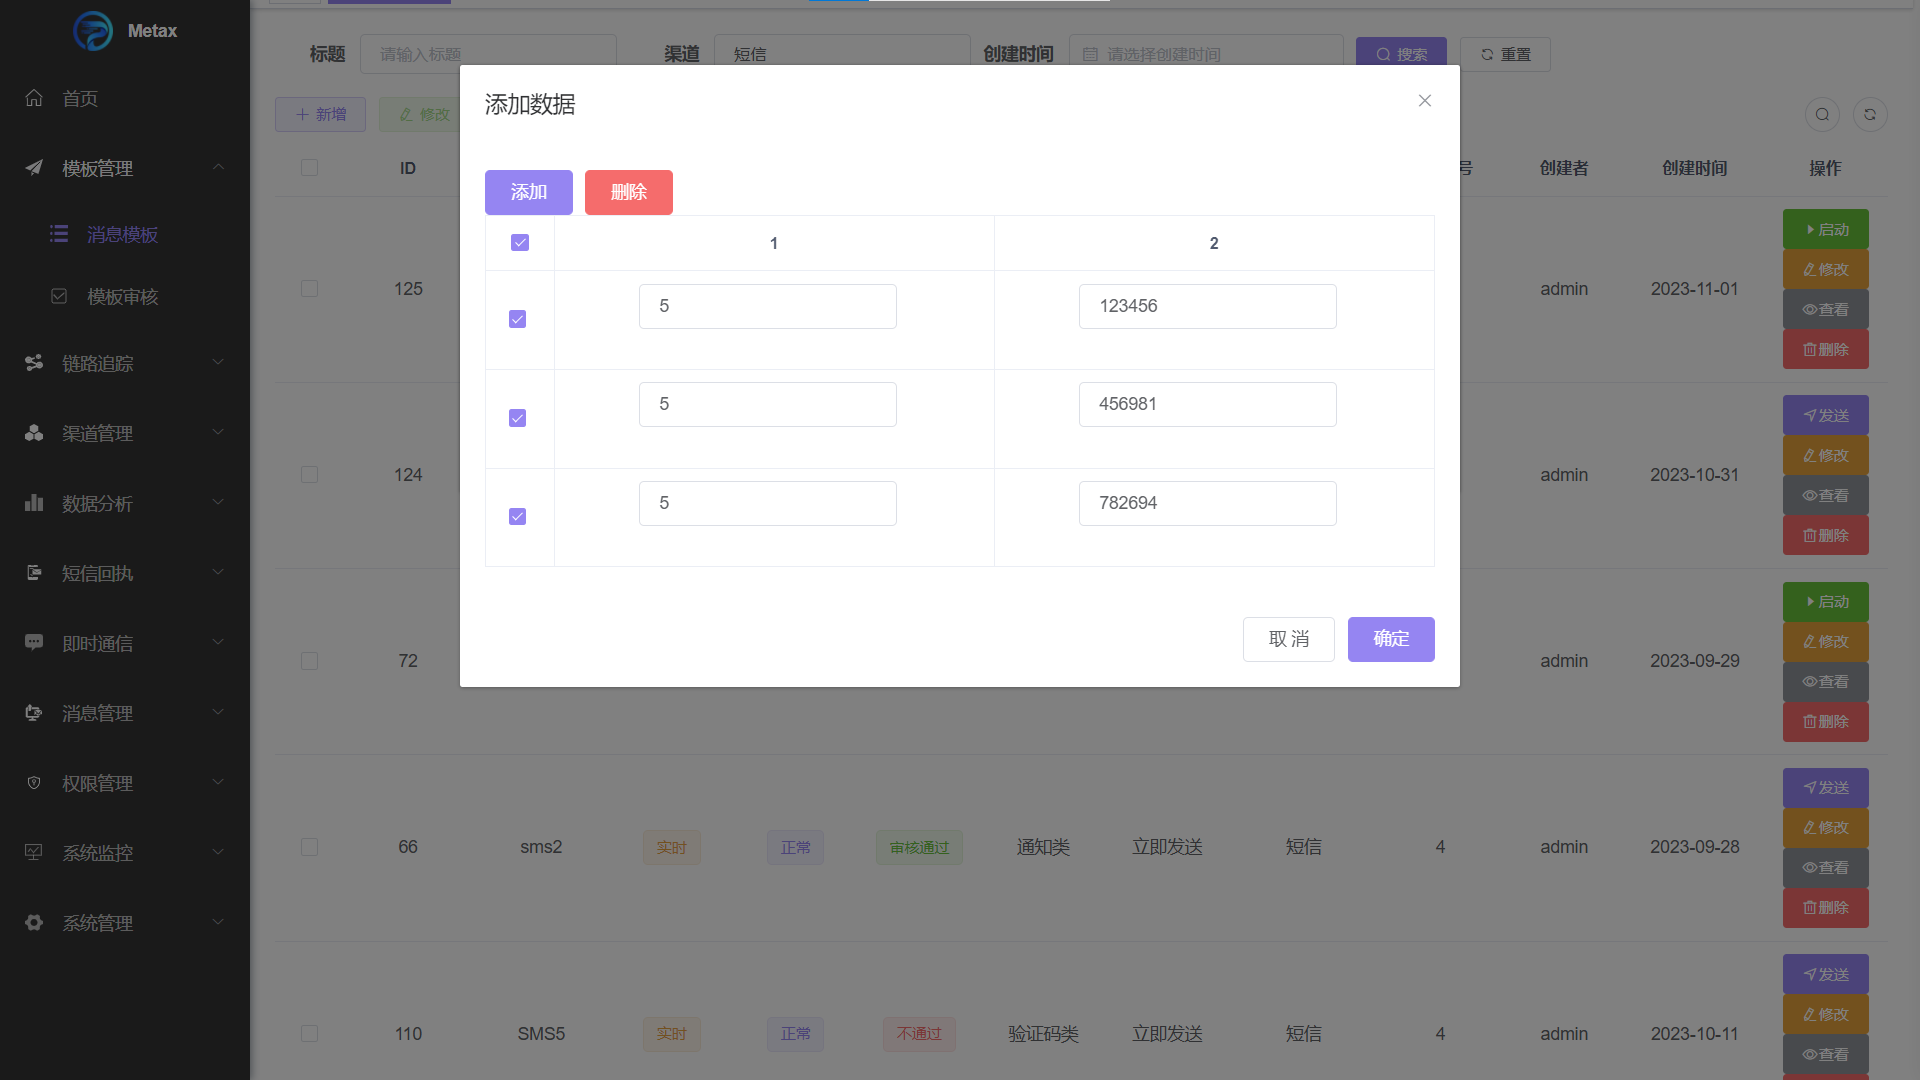 Metax
首页
模板管理
消息模板
模板审核
链路追踪
渠道管理
数据分析
短信回执
即时通信
消息管理
权限管理
系统监控
系统管理
标题 请输入标题 渠道 短信 创建时间 请选择创建时间 搜索 重置
新增 修改
ID 号 创建者 创建时间 操作
添加数据
添加 删除
1 2
5 123456
5 456981
5 782694
取 消 确定
125 admin 2023-11-01 启动 修改 查看 删除
124 admin 2023-10-31 发送 修改 查看 删除
72 admin 2023-09-29 启动 修改 查看 删除
66 sms2 实时 正常 审核通过 通知类 立即发送 短信 4 admin 2023-09-28 发送 修改 查看 删除
110 SMS5 实时 正常 不通过 验证码类 立即发送 短信 4 admin 2023-10-11 发送 修改 查看